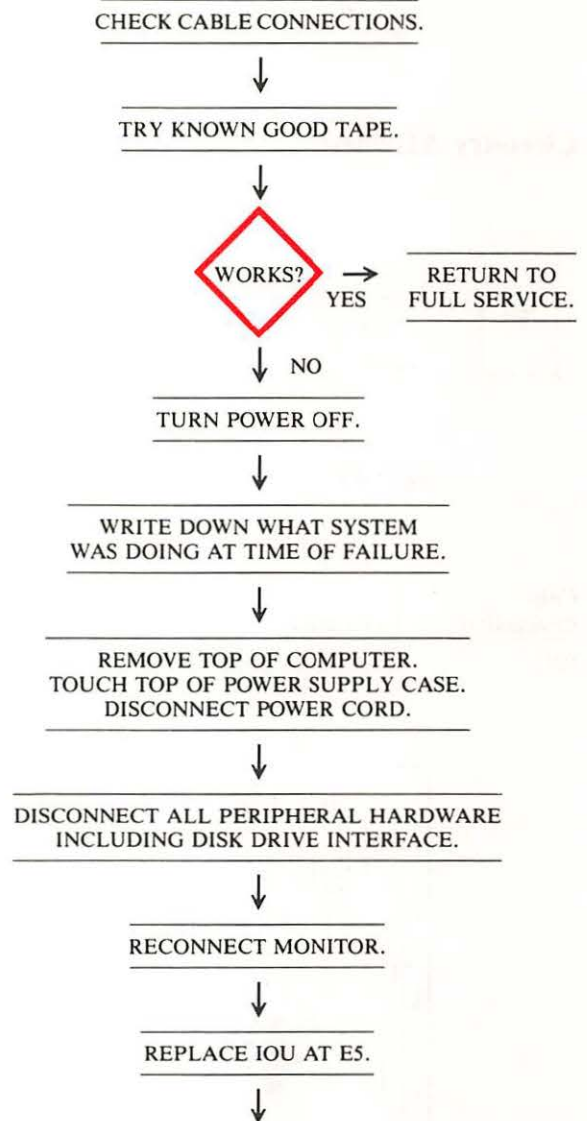 CHECK CABLE CONNECTIONS.
TRY KNOWN GOOD TAPE.
WORKS?
YES
RETURN TO
FULL SERVICE.
NO
TURN POWER OFF.
WRITE DOWN WHAT SYSTEM
WAS DOING AT TIME OF FAILURE.
REMOVE TOP OF COMPUTER.
TOUCH TOP OF POWER SUPPLY CASE.
DISCONNECT POWER CORD.
DISCONNECT ALL PERIPHERAL HARDWARE
INCLUDING DISK DRIVE INTERFACE.
RECONNECT MONITOR.
REPLACE IOU AT E5.